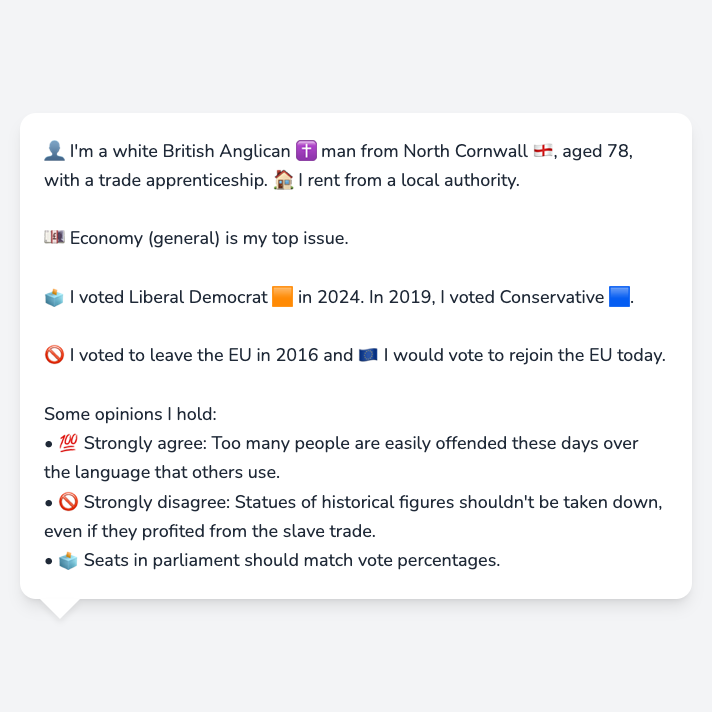 👤 I'm a white British Anglican ✝️ man from North Cornwall 🏴󠁧󠁢󠁥󠁮󠁧󠁿, aged 78,
with a trade apprenticeship. 🏠 I rent from a local authority.
💷 Economy (general) is my top issue.
🗳️ I voted Liberal Democrat 🟧 in 2024. In 2019, I voted Conservative 🟦.
🚫 I voted to leave the EU in 2016 and 🇪🇺 I would vote to rejoin the EU today.
Some opinions I hold:
• 💯 Strongly agree: Too many people are easily offended these days over
the language that others use.
• 🚫 Strongly disagree: Statues of historical figures shouldn't be taken down,
even if they profited from the slave trade.
• 🗳️ Seats in parliament should match vote percentages.